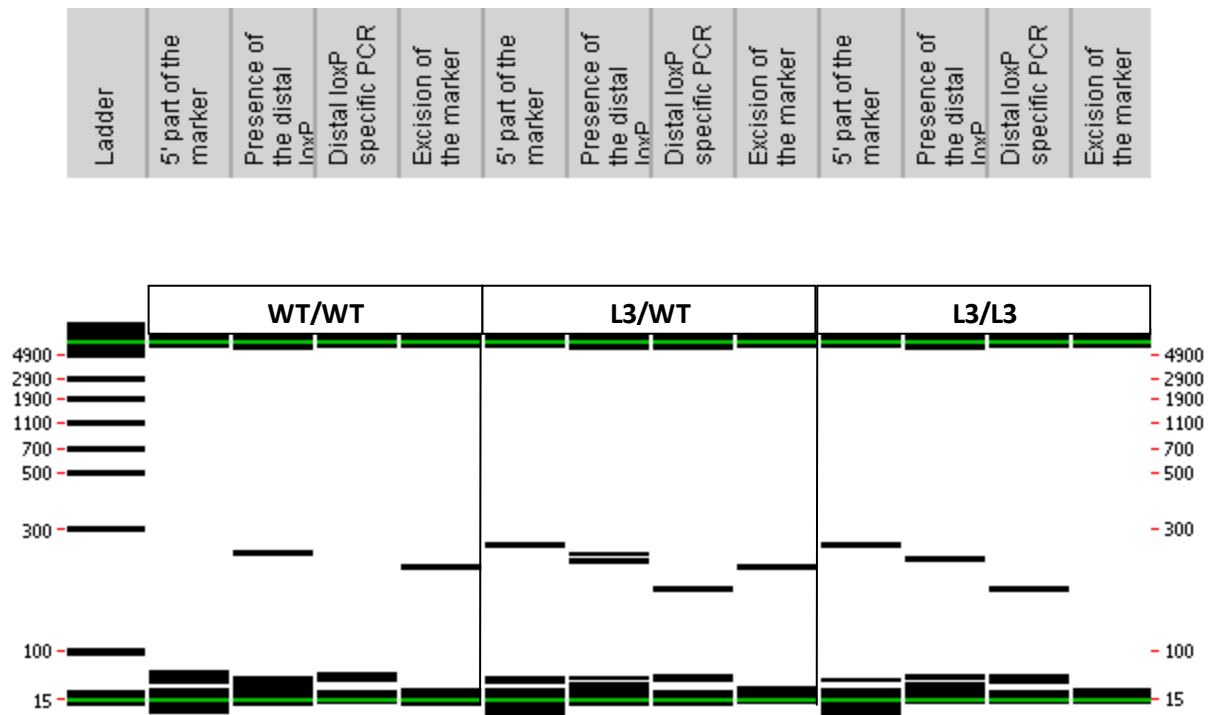 Ladder
5' part of the
marker
Presence of
the distal
loxP
Distal loxP
specific PCR
Excision of
the marker
5' part of the
marker
Presence of
the distal
loxP
Distal loxP
specific PCR
Excision of
the marker
5' part of the
marker
Presence of
the distal
loxP
Distal loxP
specific PCR
Excision of
the marker
WT/WT
L3/WT
L3/L3
4900
2900
1900
1100
700
500
300
100
15
4900
2900
1900
1100
700
500
300
100
15